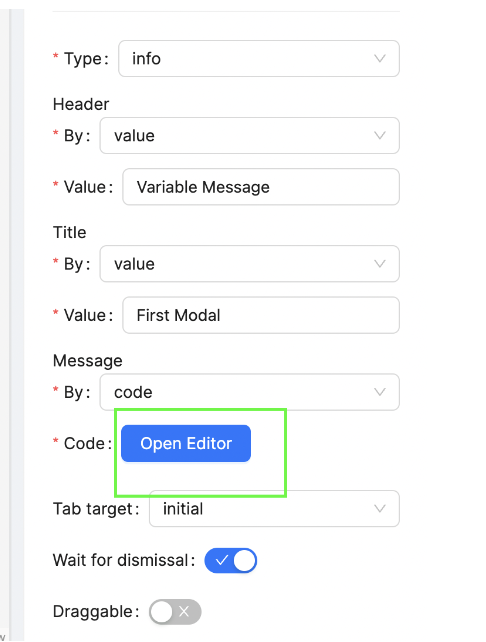 * Type: info
Header
* By: value
* Value: Variable Message
Title
* By: value
* Value: First Modal
Message
* By: code
* Code: Open Editor
Tab target: initial
Wait for dismissal:
Draggable:
w